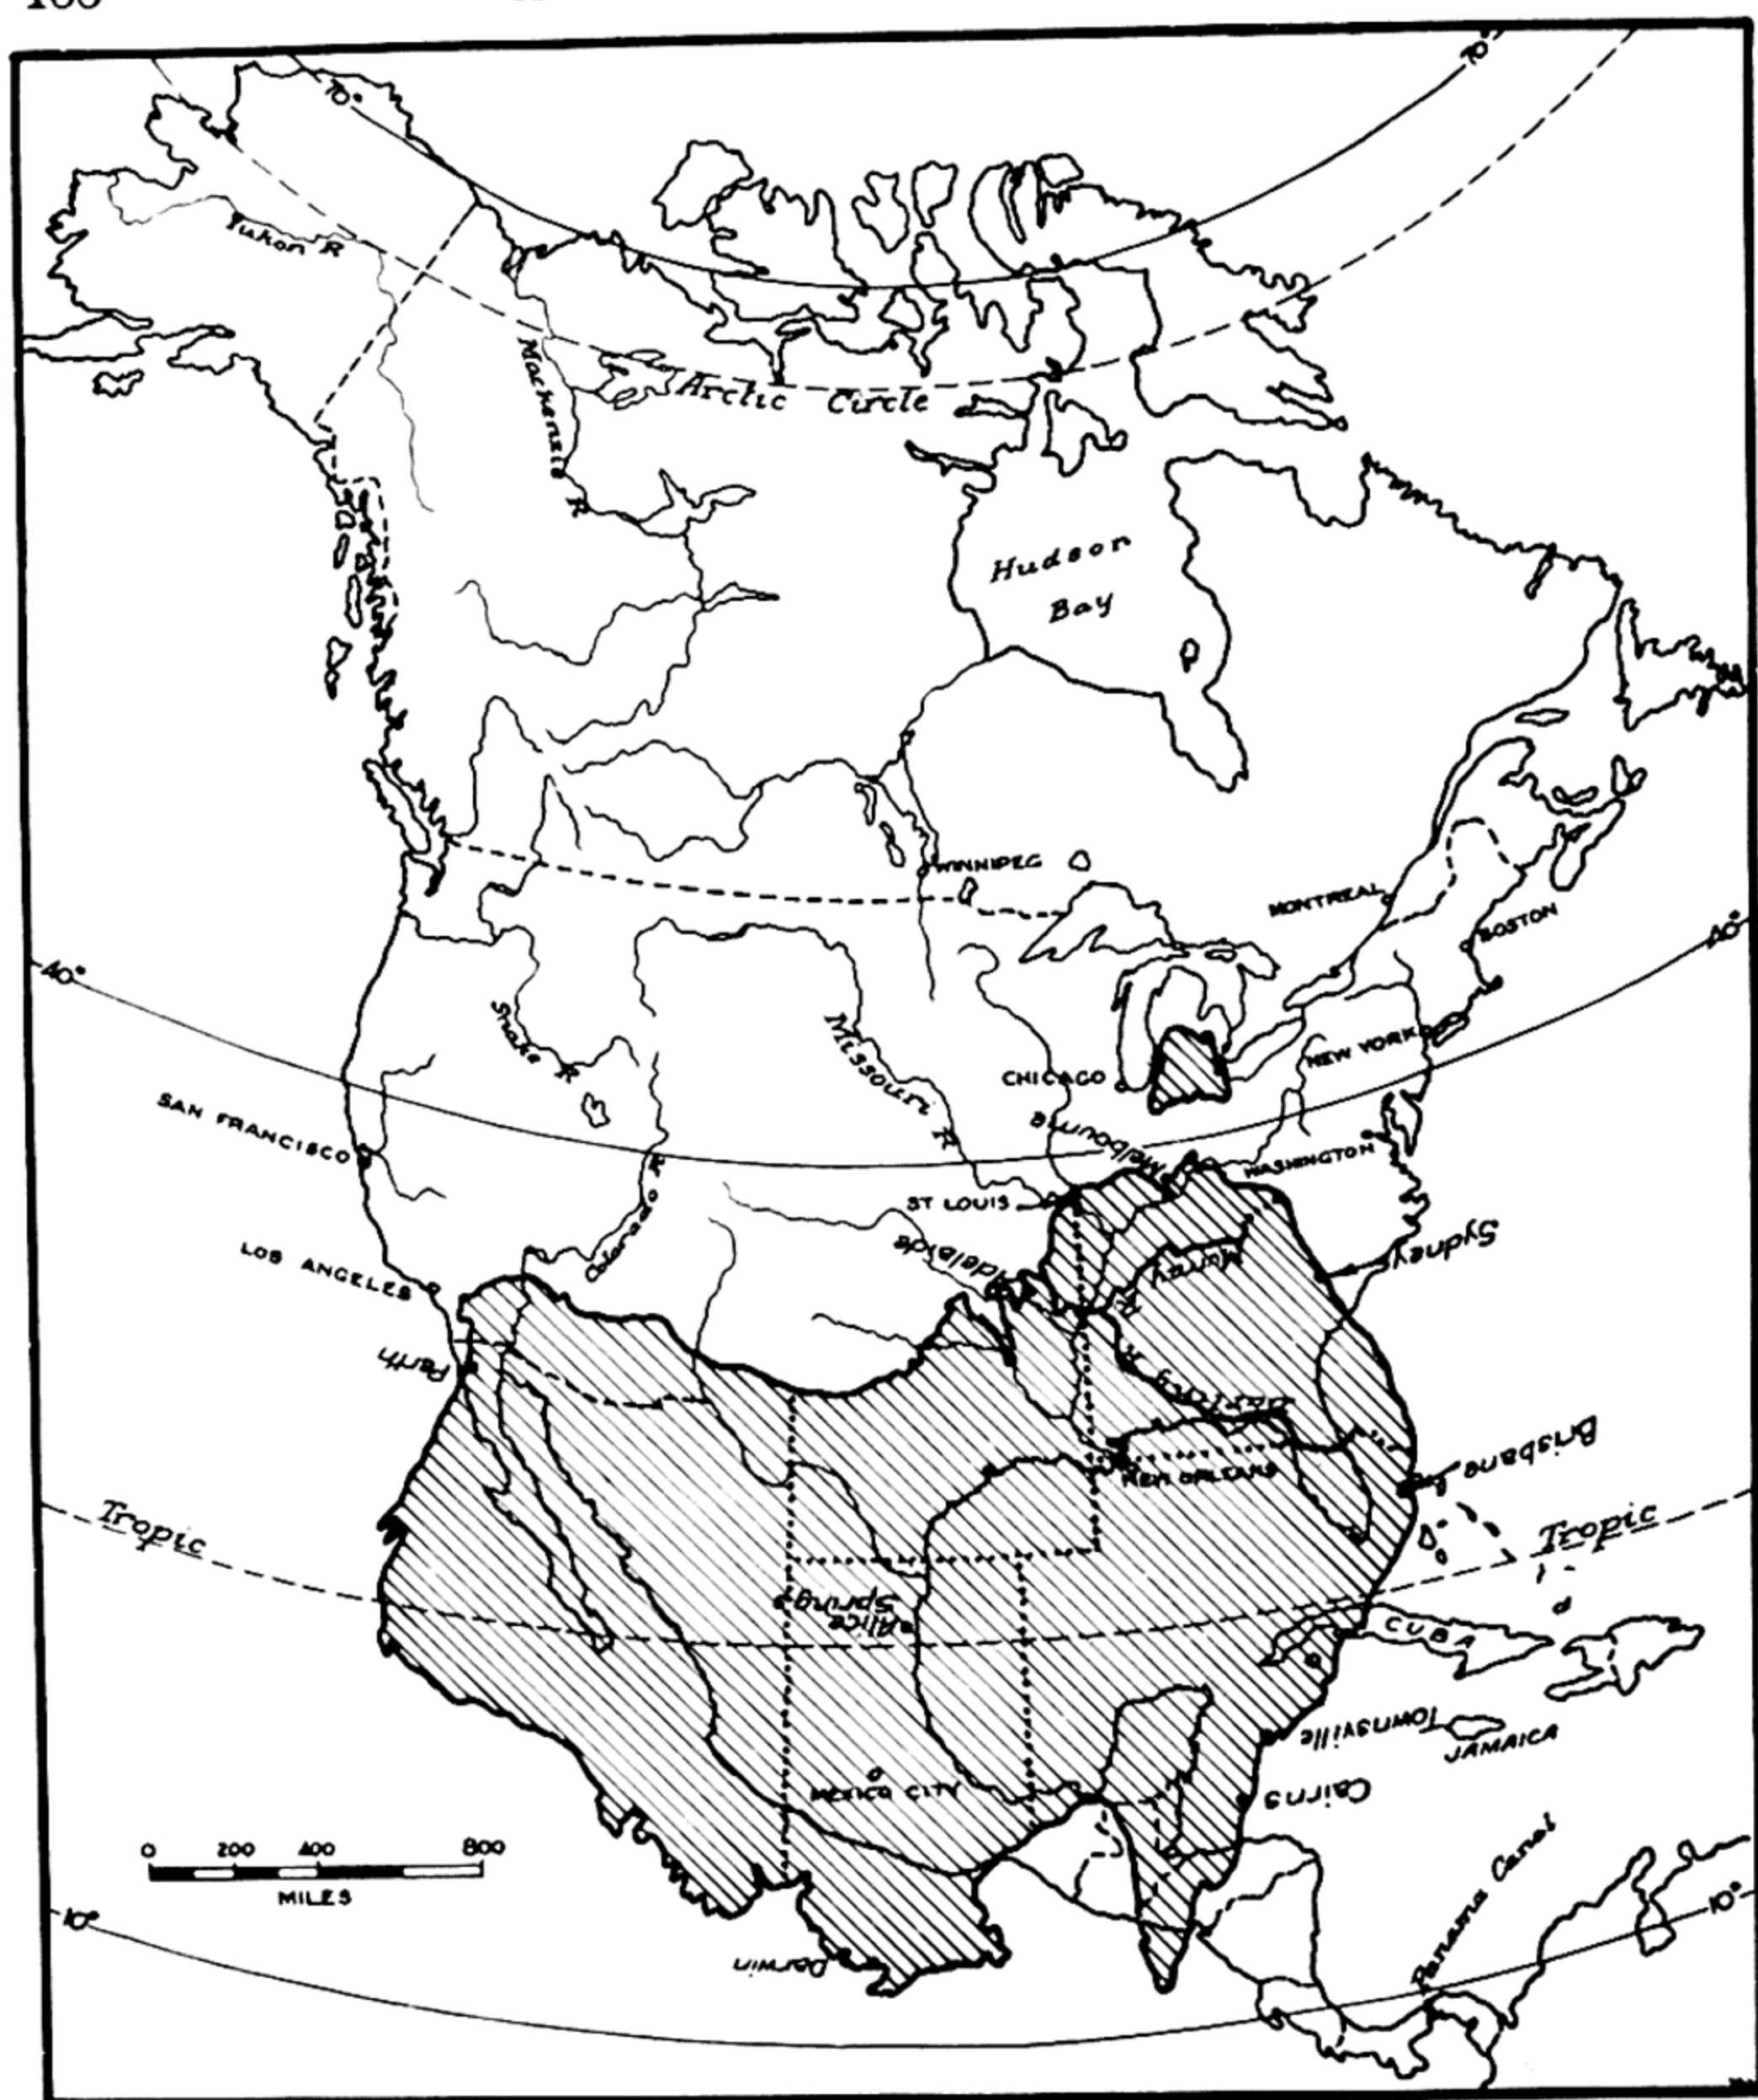 70°
70°
Yukon R
Mackenzie
R
Arctic Circle
Hudson
Bay
WINNIPEG
MONTREAL
BOSTON
40°
40°
Snake R
Missouri R
NEW YORK
CHICAGO
SAN FRANCISCO
Melbourne
WASHINGTON
Colorado R
ST LOUIS
Adelaide
Sydney
LOS ANGELES
Murray
R
Perth
Darling R
Brisbane
NEW ORLEANS
Tropic
Tropic
Alice
Springs
CUBA
Townsville
JAMAICA
MEXICO CITY
Cairns
0 200 400 800
MILES
Panama Canal
10°
10°
Darwin